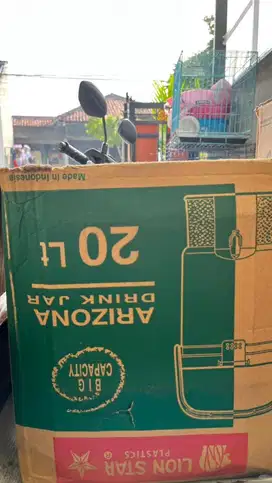 LION STAR
PLASTICS
BIG
CAPACITY
ARIZONA
DRINK JAR
20 Lt
Made in Indonesia